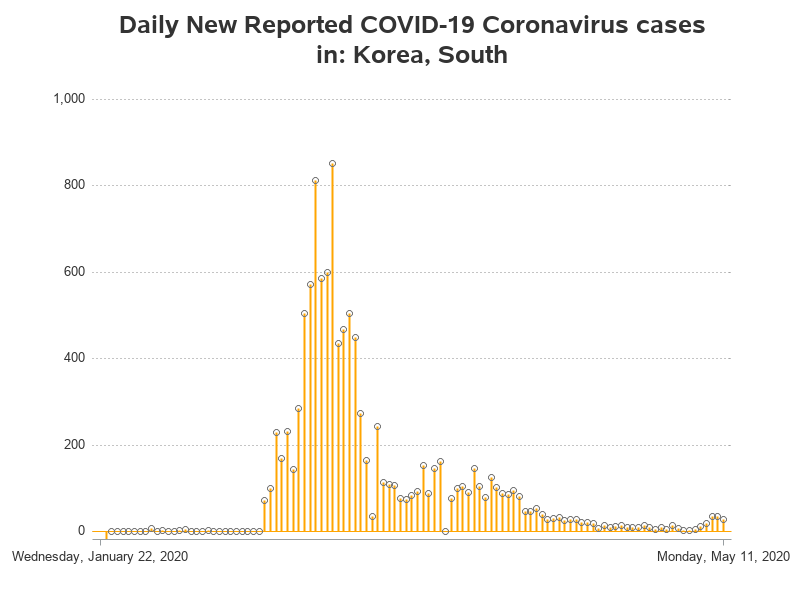 Daily New Reported COVID-19 Coronavirus cases
in: Korea, South
1,000
800
600
400
200
0
Wednesday, January 22, 2020
Monday, May 11, 2020